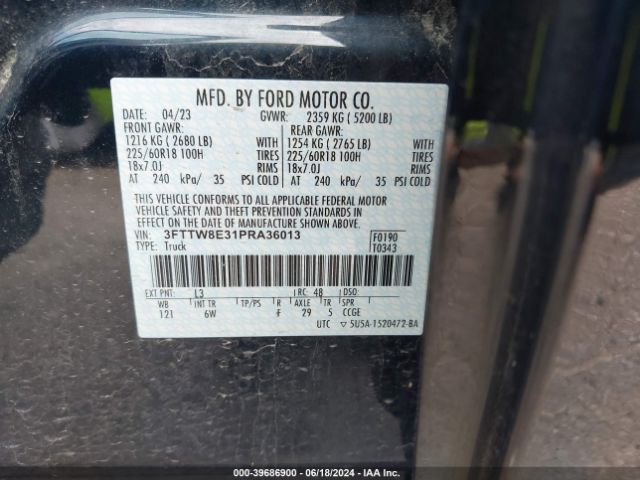 MFD. BY FORD MOTOR CO.
DATE: 04/23 GVWR: 2359 KG ( 5200 LB)
FRONT GAWR: REAR GAWR:
1216 KG ( 2680 LB) WITH 1254 KG ( 2765 LB) WITH
225/60R18 100H TIRES 225/60R18 100H TIRES
18x7.0J RIMS 18x7.0J RIMS
AT 240 kPa/ 35 PSI COLD AT 240 kPa/ 35 PSI COLD
THIS VEHICLE CONFORMS TO ALL APPLICABLE FEDERAL MOTOR
VEHICLE SAFETY AND THEFT PREVENTION STANDARDS IN
EFFECT ON THE DATE OF MANUFACTURE SHOWN ABOVE.
VIN: 3FTTW8E31PRA36013 F0190
TYPE: Truck T0343
EXT PNT: L3 RC: 48 DSO:
WB INT TR TP/PS R AXLE TR SPR
121 6W F 29 5 CCGE
UTC ▽5U5A-1520472-BA
000-39686900 - 06/18/2024 - IAA Inc.